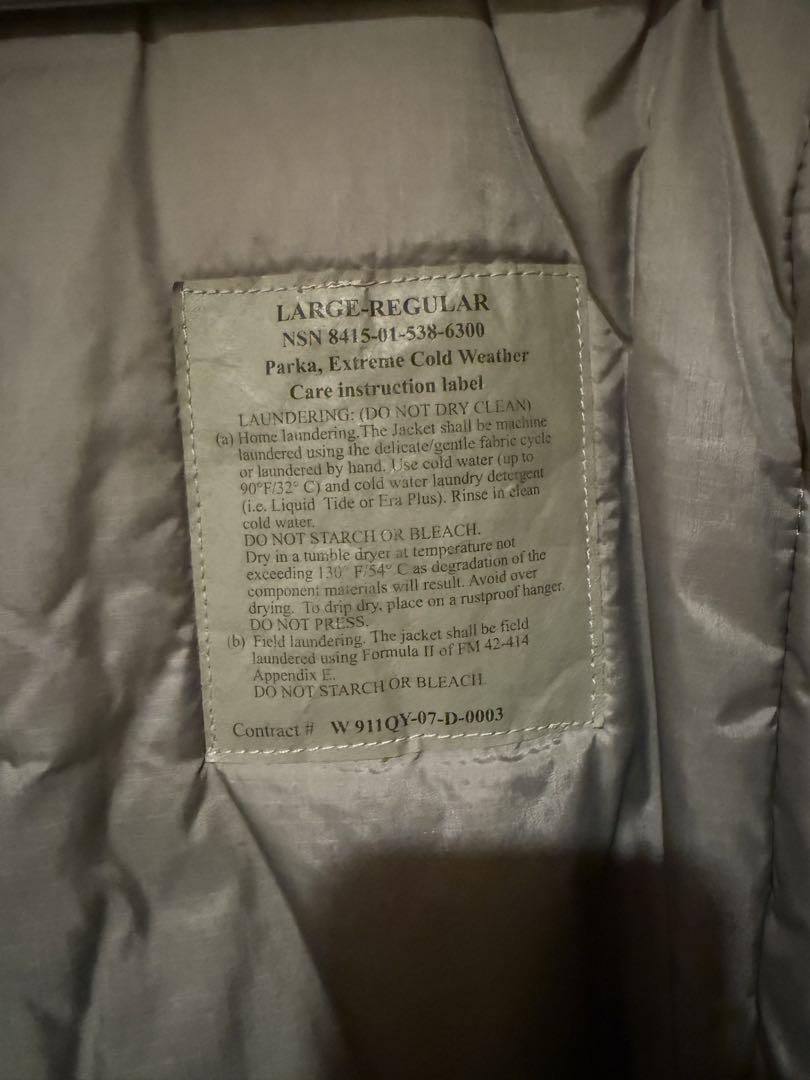 LARGE-REGULAR
NSN 8415-01-538-6300
Parka, Extreme Cold Weather
Care instruction label
LAUNDERING: (DO NOT DRY CLEAN)
(a) Home laundering.The Jacket shall be machine
laundered using the delicate/gentle fabric cycle
or laundered by hand. Use cold water (up to
90°F/32° C) and cold water laundry detergent
(i.e. Liquid Tide or Era Plus). Rinse in clean
cold water.
DO NOT STARCH OR BLEACH.
Dry in a tumble dryer at temperature not
exceeding 130° F/54° C as degradation of the
component materials will result. Avoid over
drying. To drip dry, place on a rustproof hanger.
DO NOT PRESS.
(b) Field laundering. The jacket shall be field
laundered using Formula II of FM 42-414
Appendix E.
DO NOT STARCH OR BLEACH
Contract # W911QY-07-D-0003